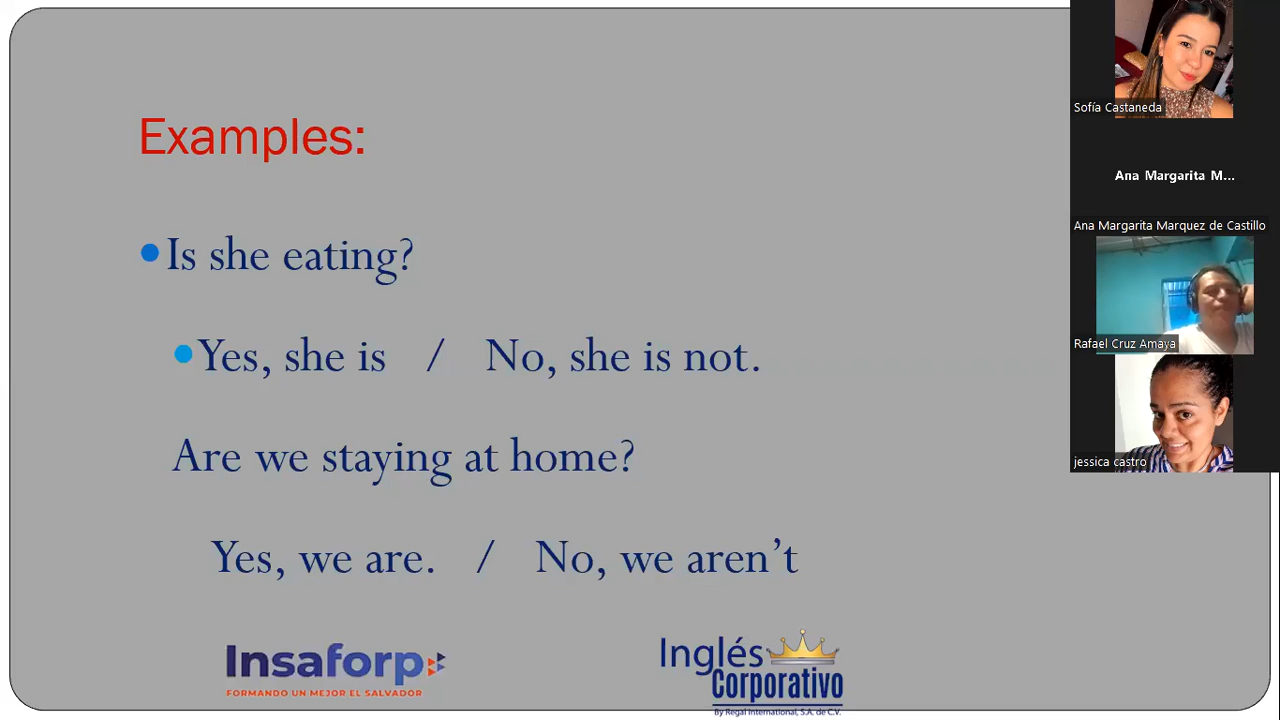 Examples:
Is she eating?
Yes, she is / No, she is not.
Are we staying at home?
Yes, we are. / No, we aren’t
Insaforp
FORMANDO UN MEJOR EL SALVADOR
Inglés
Corporativo
By Regal International, S.A. de C.V.
Sofía Castaneda
Ana Margarita M...
Ana Margarita Marquez de Castillo
Rafael Cruz Amaya
jessica castro